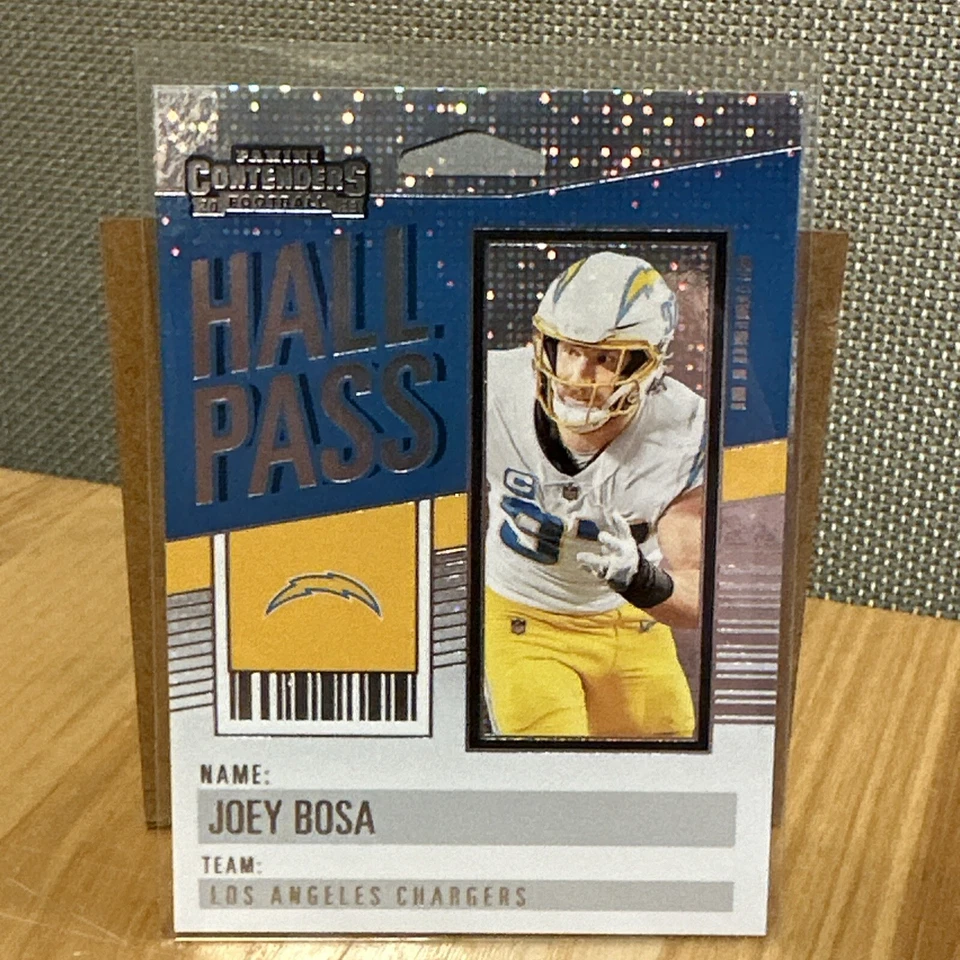 PANINI
CONTENDERS
FOOTBALL
HALL
PASS
NAME:
JOEY BOSA
TEAM:
LOS ANGELES CHARGERS